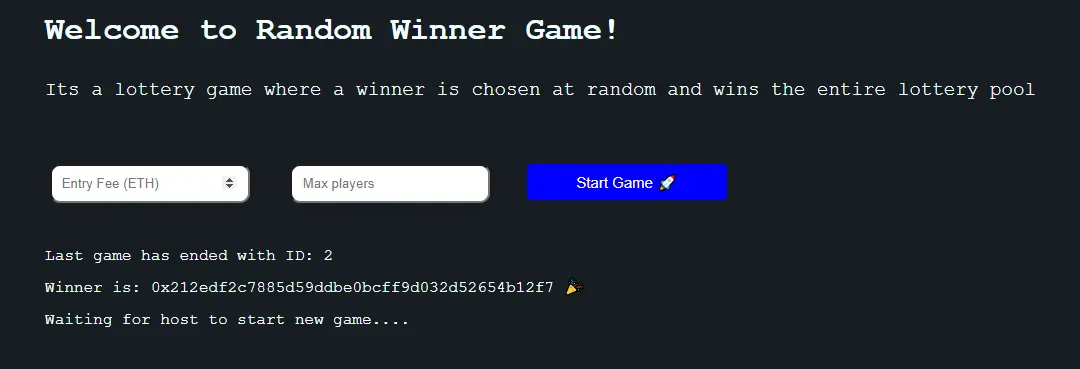 Welcome to Random Winner Game!
Its a lottery game where a winner is chosen at random and wins the entire lottery pool
Entry Fee (ETH) Max players Start Game 🚀
Last game has ended with ID: 2
Winner is: 0x212edf2c7885d59ddbe0bcff9d032d52654b12f7 🎉
Waiting for host to start new game....